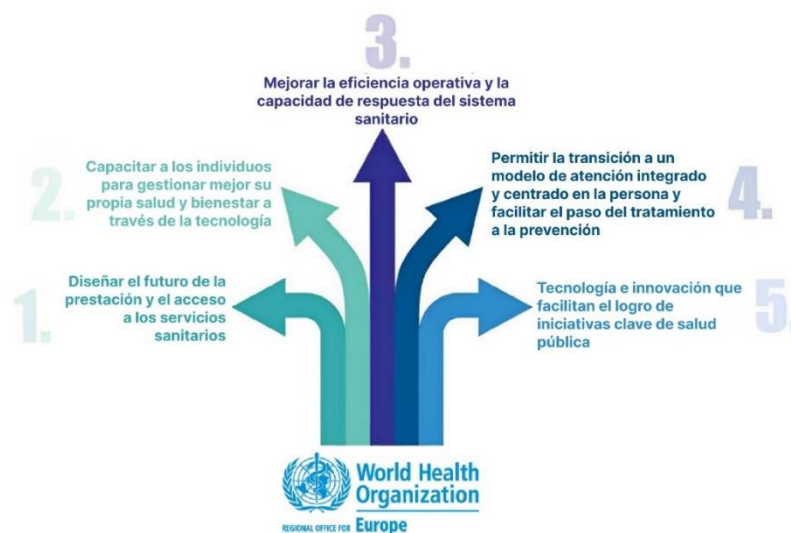 3.
Mejorar la eficiencia operativa y la
capacidad de respuesta del sistema
sanitario
2.
Capacitar a los individuos
para gestionar mejor su
propia salud y bienestar a
través de la tecnología
Permitir la transición a un
modelo de atención integrado
y centrado en la persona y
facilitar el paso del tratamiento
a la prevención
4.
1.
Diseñar el futuro de la
prestación y el acceso
a los servicios
sanitarios
Tecnología e innovación que
facilitan el logro de
iniciativas clave de salud
pública
5.
World Health
Organization
REGIONAL OFFICE FOR Europe